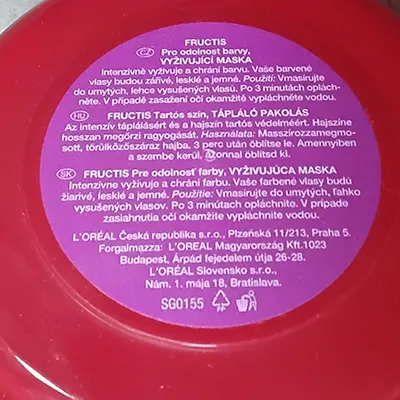 FRUCTIS
CZ Pro odolnost barvy,
VYŽIVUJÍCÍ MASKA
Intenzivně vyživuje a chrání barvu. Vaše barvené
vlasy budou zářivé, lesklé a jemné. Použití: Vmasírujte
do umytých, lehce vysušených vlasů. Po 3 minutách oplách-
něte. V případě zasažení očí okamžitě vypláchněte vodou.
HU FRUCTIS Tartós szín, TÁPLÁLÓ PAKOLÁS
Az intenzív táplálásért és a hajszín tartós védelméért. Hajszíne
hosszan megőrzi ragyogását. Használata: Masszírozzamegmo-
sott, törülközőszáraz hajba. 3 perc után öblítse le. Amennyiben
a szembe kerül, azonnal öblítsd ki.
SK FRUCTIS Pre odolnosť farby, VYŽIVUJÚCA MASKA
Intenzívne vyživuje a chráni farbu. Vaše farbené vlasy budú
žiarivé, lesklé a jemné. Použitie: Vmasírujte do umytých, ľahko
vysušených vlasov. Po 3 minútach opláchnite. V prípade
zasiahnutia očí okamžite vypláchnite vodou.
L'ORÉAL Česká republika s.r.o., Plzeňská 11/213, Praha 5.
Forgalmazza: L'ORÉAL Magyarország Kft.1023
Budapest, Árpád fejedelem útja 26-28.
L'ORÉAL Slovensko s.r.o.,
Nám. 1. mája 18, Bratislava.
SG0155